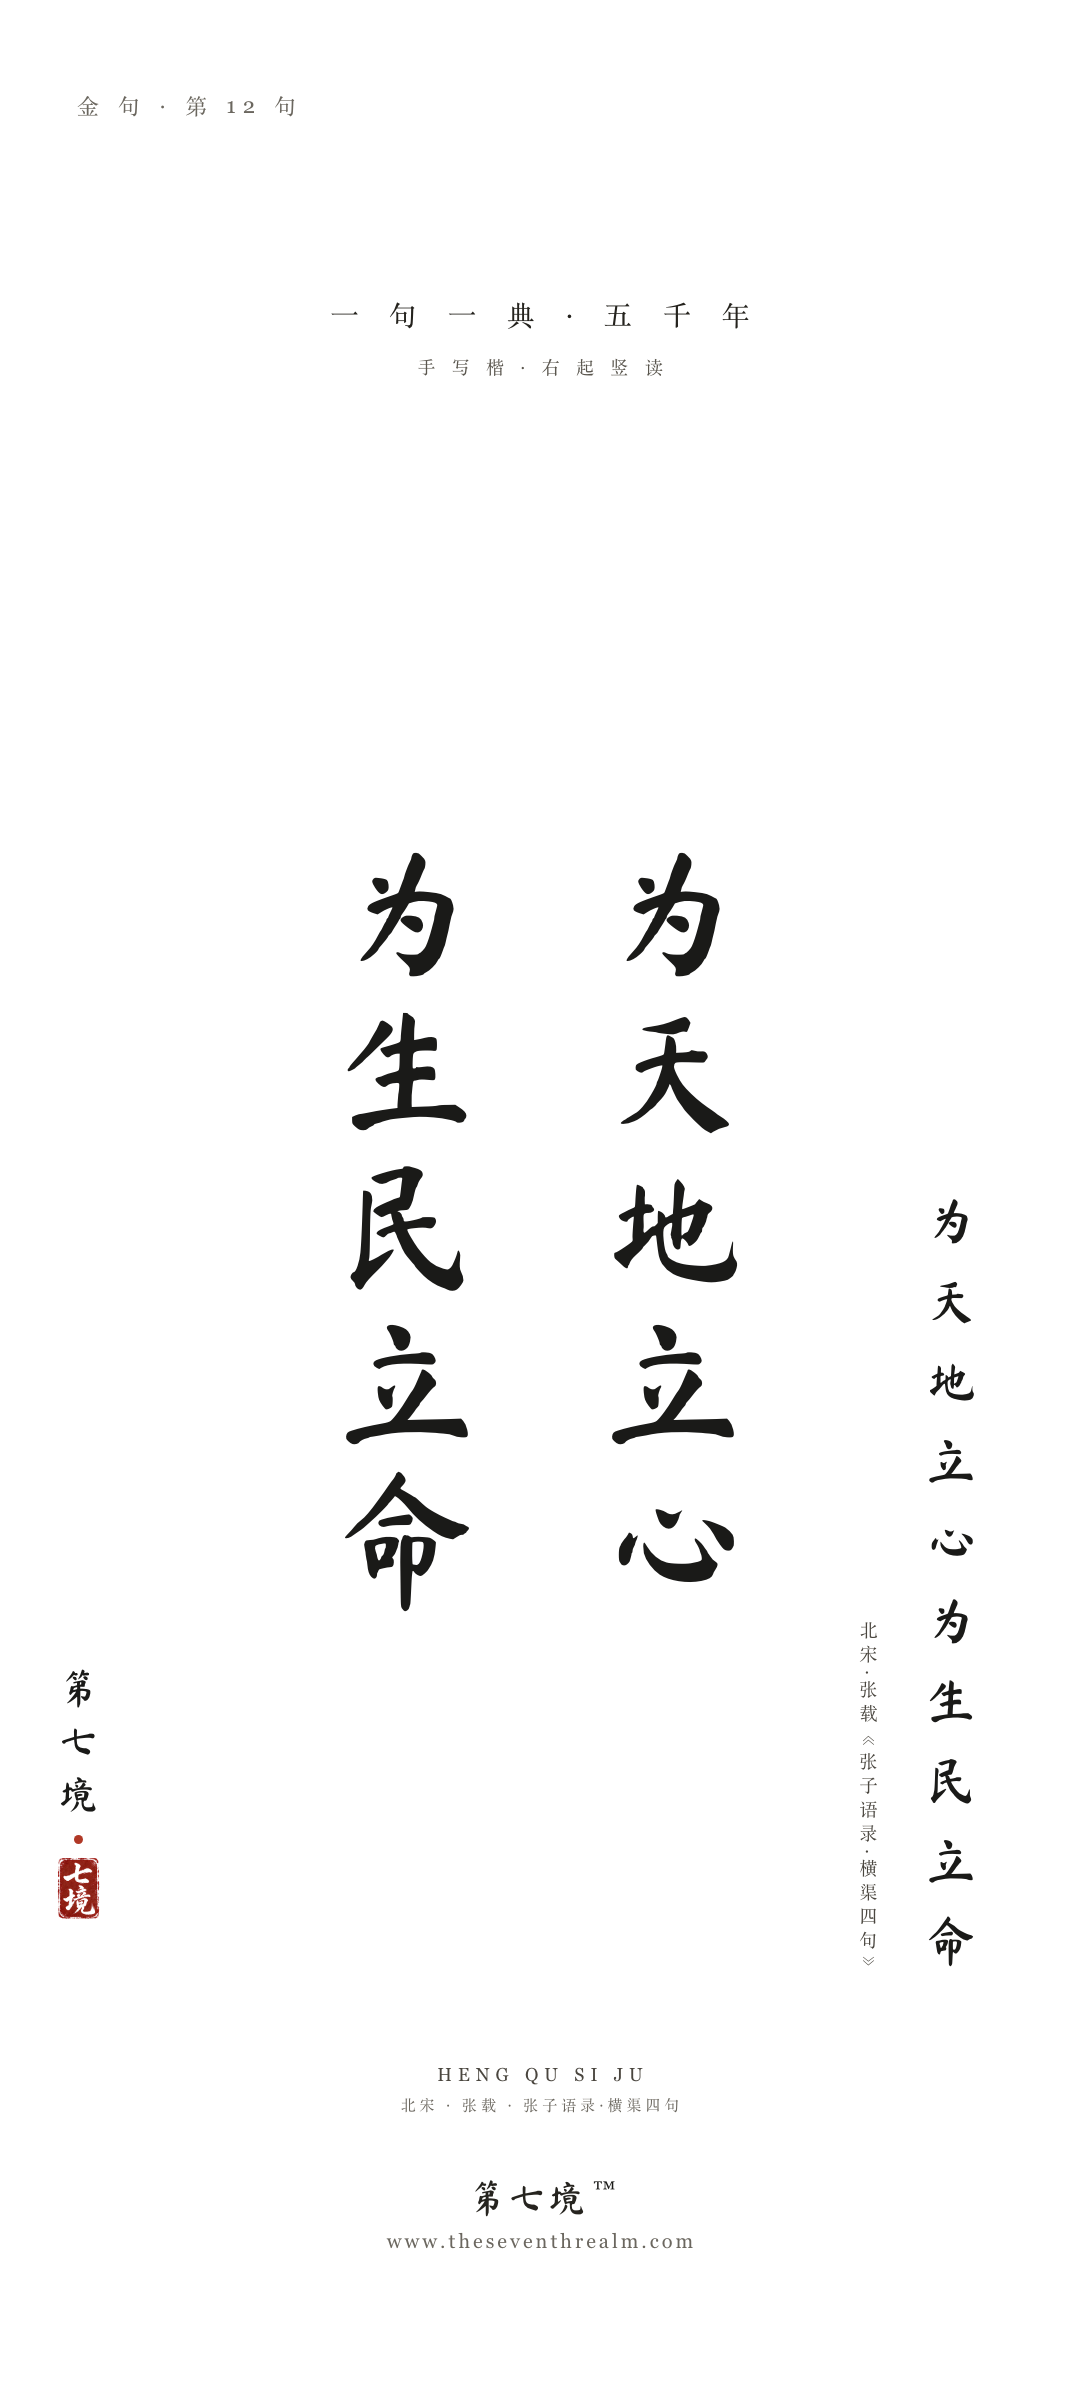 金句·第12句
一句一典·五千年
手写楷·右起竖读
为天地立心
为生民立命
为天地立心为生民立命
北宋·张载《张子语录·横渠四句》
第七境
七境
HENG QU SI JU
北宋 · 张载 · 张子语录·横渠四句
第七境™
www.theseventhrealm.com